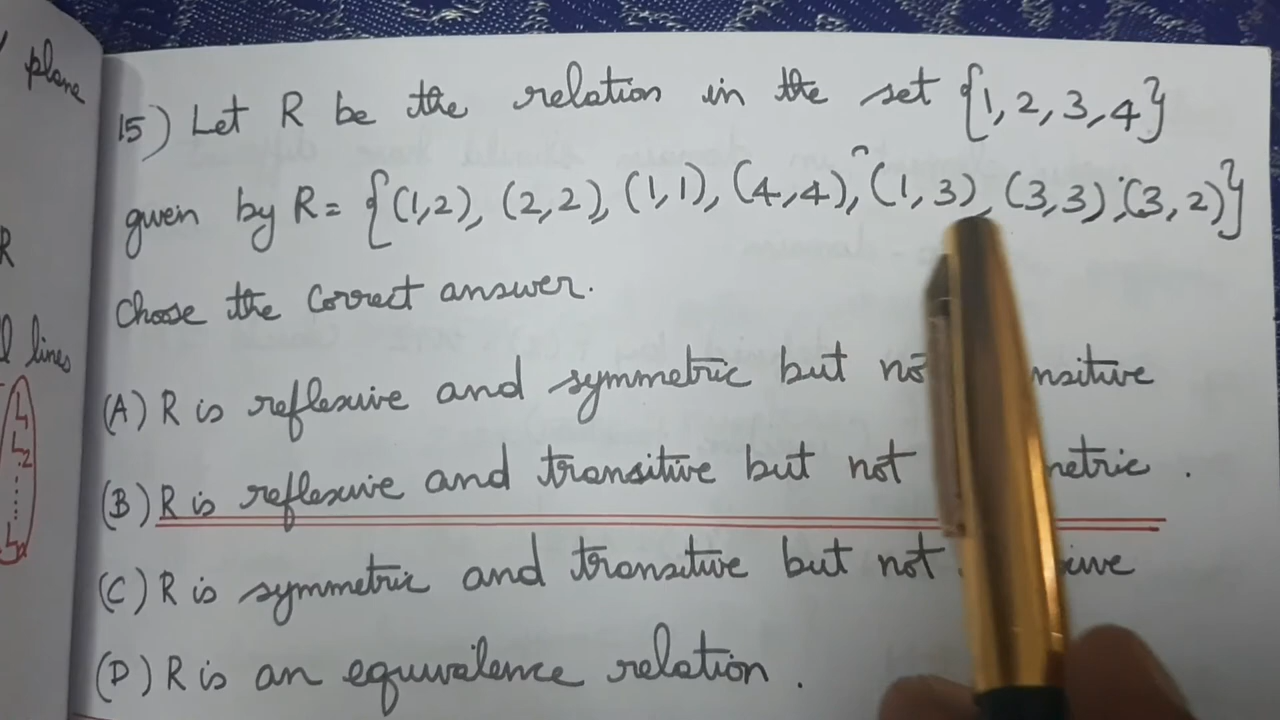 plane
R
l lines
L1
L2
15) Let R be the relation in the set {1, 2, 3, 4}
given by R = {(1,2), (2,2), (1,1), (4,4), (1,3), (3,3), (3,2)}
Choose the correct answer.
(A) R is reflexive and symmetric but nsitive
(B) R is reflexive and transitive but not metric .
(C) R is symmetric and transitive but not ive
(D) R is an equivalence relation .